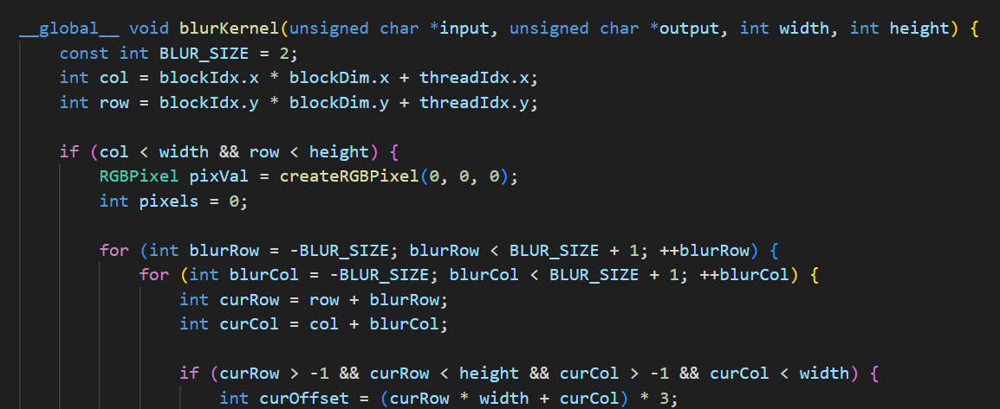 __global__ void blurKernel(unsigned char *input, unsigned char *output, int width, int height) {
    const int BLUR_SIZE = 2;
    int col = blockIdx.x * blockDim.x + threadIdx.x;
    int row = blockIdx.y * blockDim.y + threadIdx.y;

    if (col < width && row < height) {
        RGBPixel pixVal = createRGBPixel(0, 0, 0);
        int pixels = 0;

        for (int blurRow = -BLUR_SIZE; blurRow < BLUR_SIZE + 1; ++blurRow) {
            for (int blurCol = -BLUR_SIZE; blurCol < BLUR_SIZE + 1; ++blurCol) {
                int curRow = row + blurRow;
                int curCol = col + blurCol;

                if (curRow > -1 && curRow < height && curCol > -1 && curCol < width) {
                    int curOffset = (curRow * width + curCol) * 3;